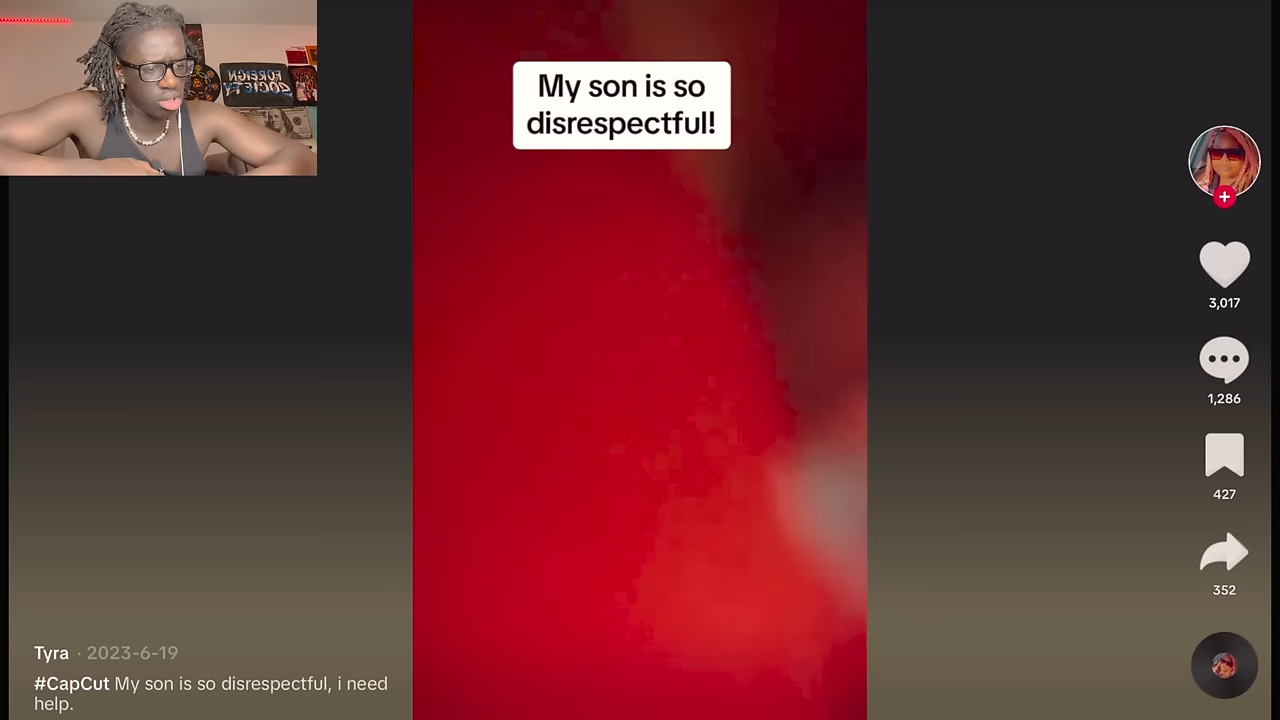 FOREIGN
SOCIETY
My son is so
disrespectful!
3,017
1,286
427
352
Tyra · 2023-6-19
#CapCut My son is so disrespectful, i need
help.